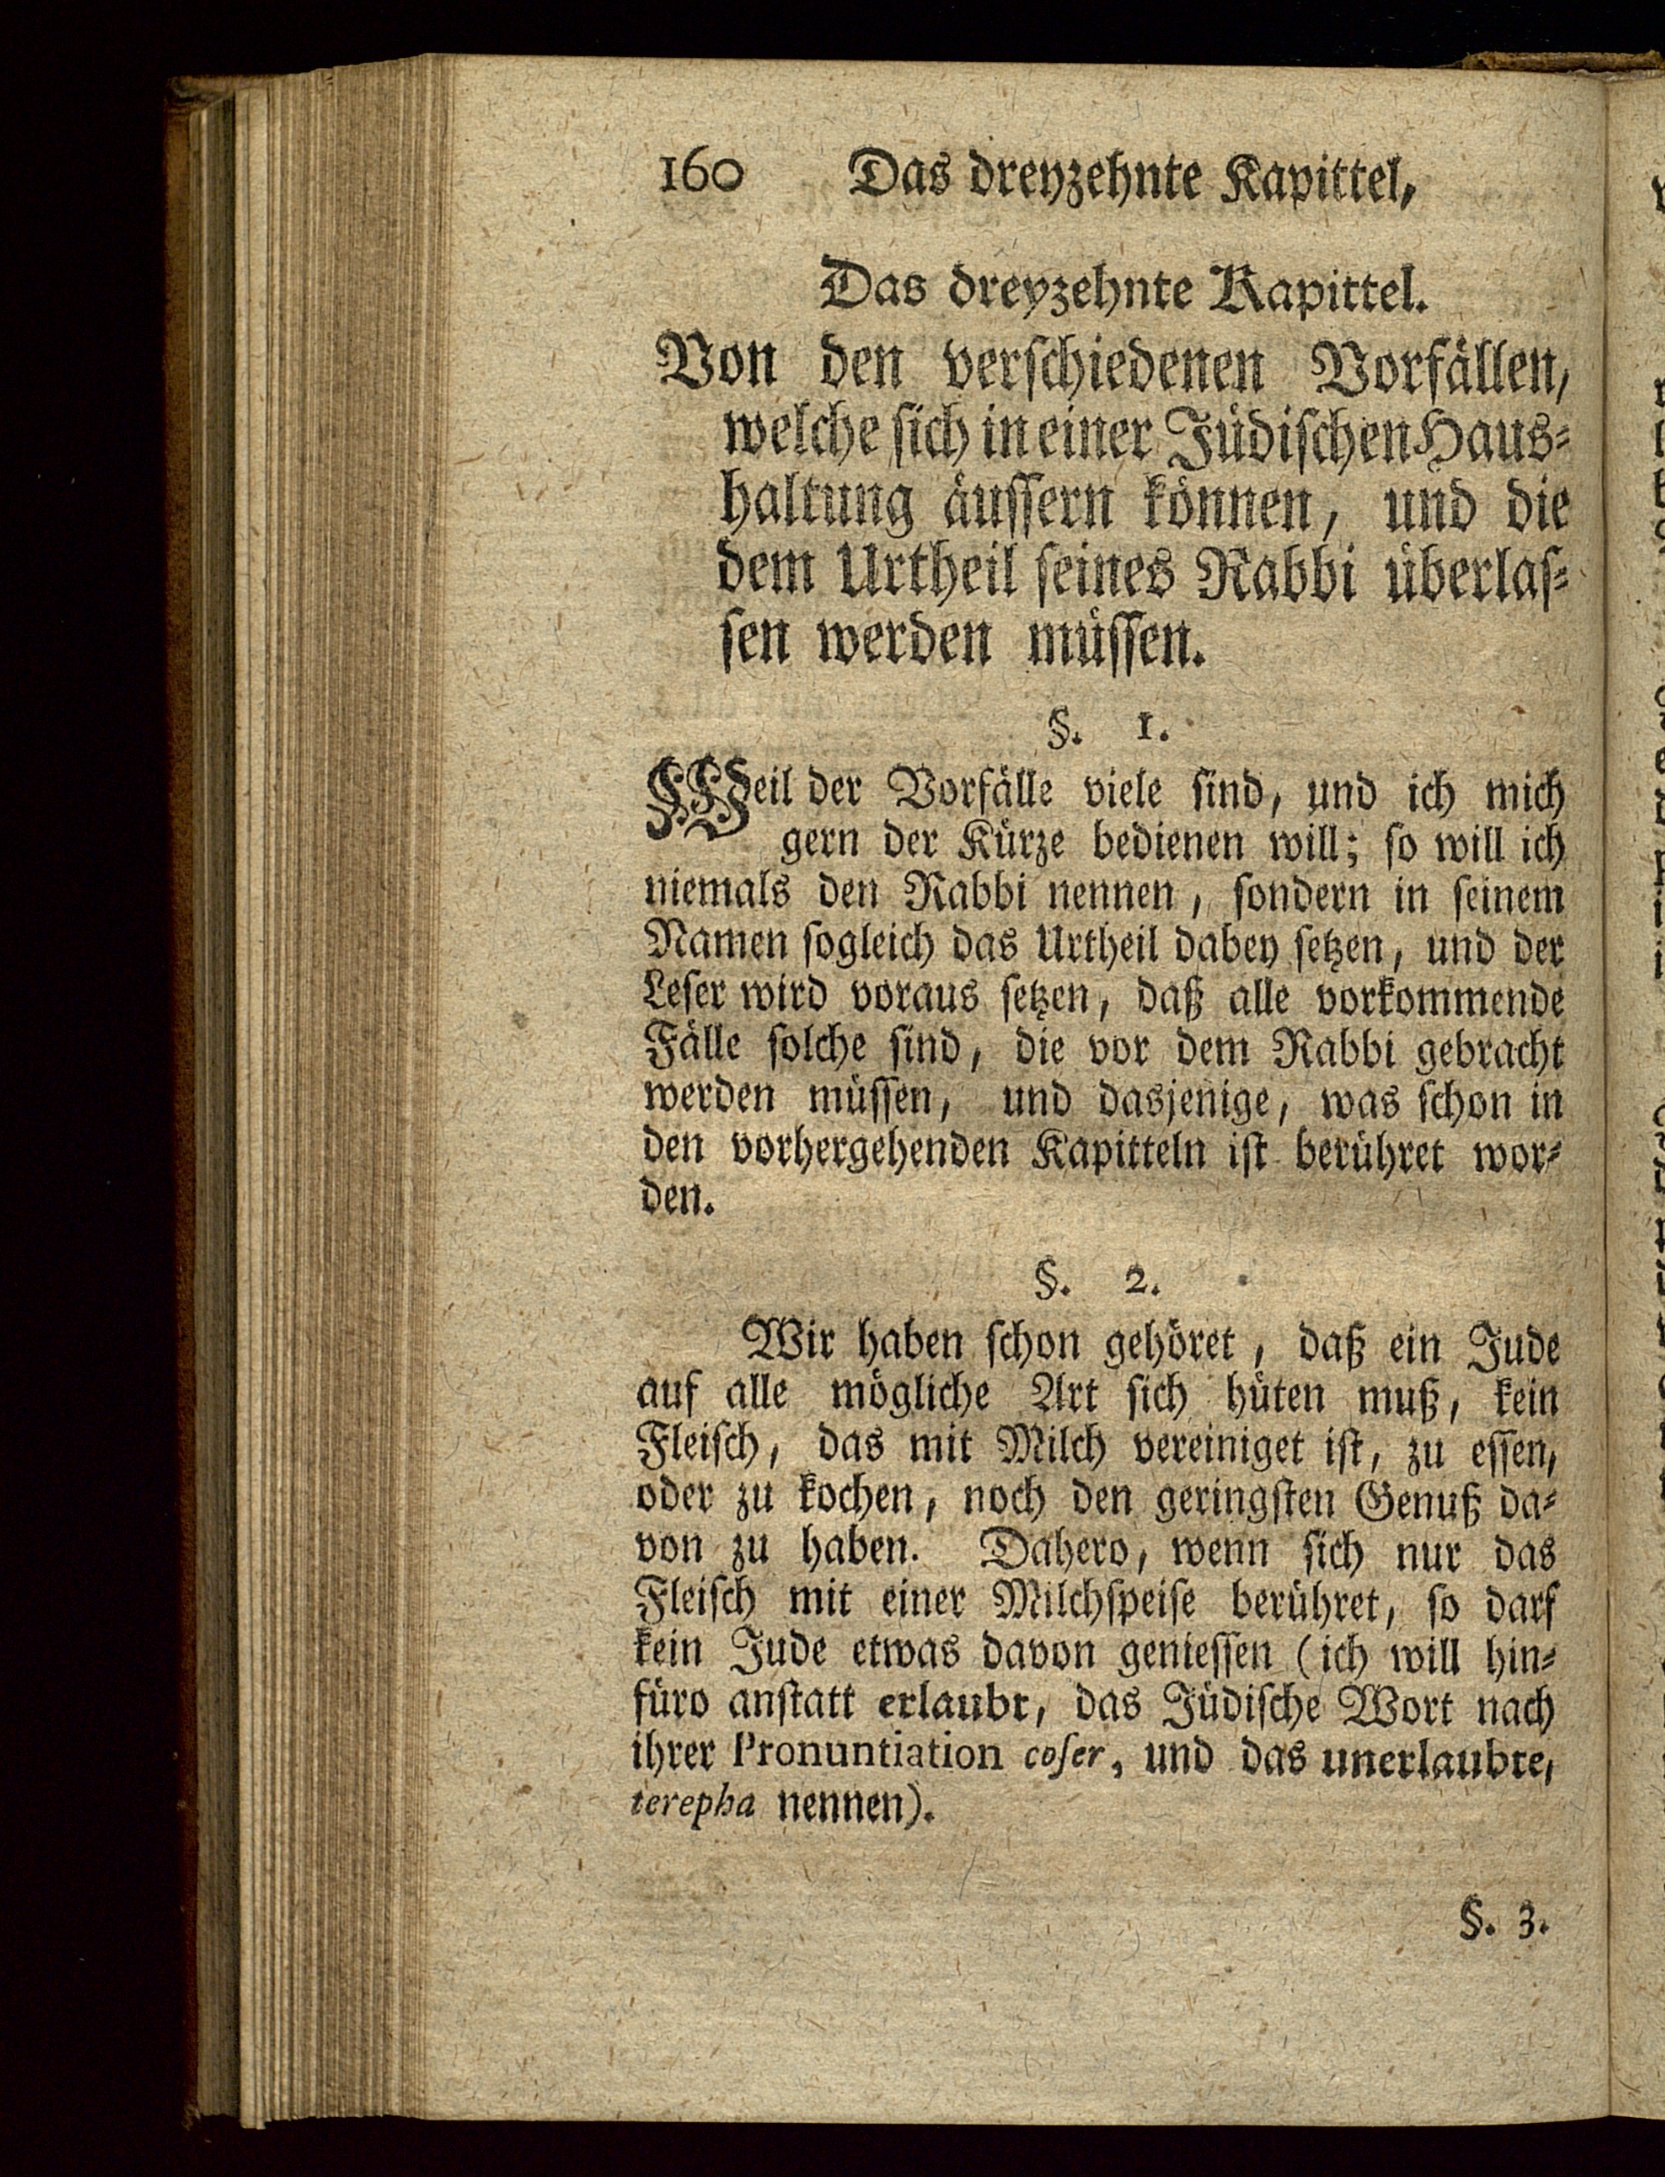 160 Das dreyzehnte Kapittel,
Das dreyzehnte Kapittel.
Von den verschiedenen Vorfällen,
welche sich in einer Jüdischen Haus-
haltung äussern können, und die
dem Urtheil seines Rabbi überlas-
sen werden müssen.
§. 1.
Weil der Vorfälle viele sind, und ich mich
gern der Kürze bedienen will; so will ich
niemals den Rabbi nennen, sondern in seinem
Namen sogleich das Urtheil dabey setzen, und der
Leser wird voraus setzen, daß alle vorkommende
Fälle solche sind, die vor dem Rabbi gebracht
werden müssen, und dasjenige, was schon in
den vorhergehenden Kapitteln ist berühret wor-
den.
§. 2.
Wir haben schon gehöret, daß ein Jude
auf alle mögliche Art sich hüten muß, kein
Fleisch, das mit Milch vereiniget ist, zu essen,
oder zu kochen, noch den geringsten Genuß da-
von zu haben. Dahero, wenn sich nur das
Fleisch mit einer Milchspeise berühret, so darf
kein Jude etwas davon geniessen (ich will hin-
füro anstatt erlaubt, das Jüdische Wort nach
ihrer Pronuntiation coser, und das unerlaubte,
terepha nennen).
§. 3.